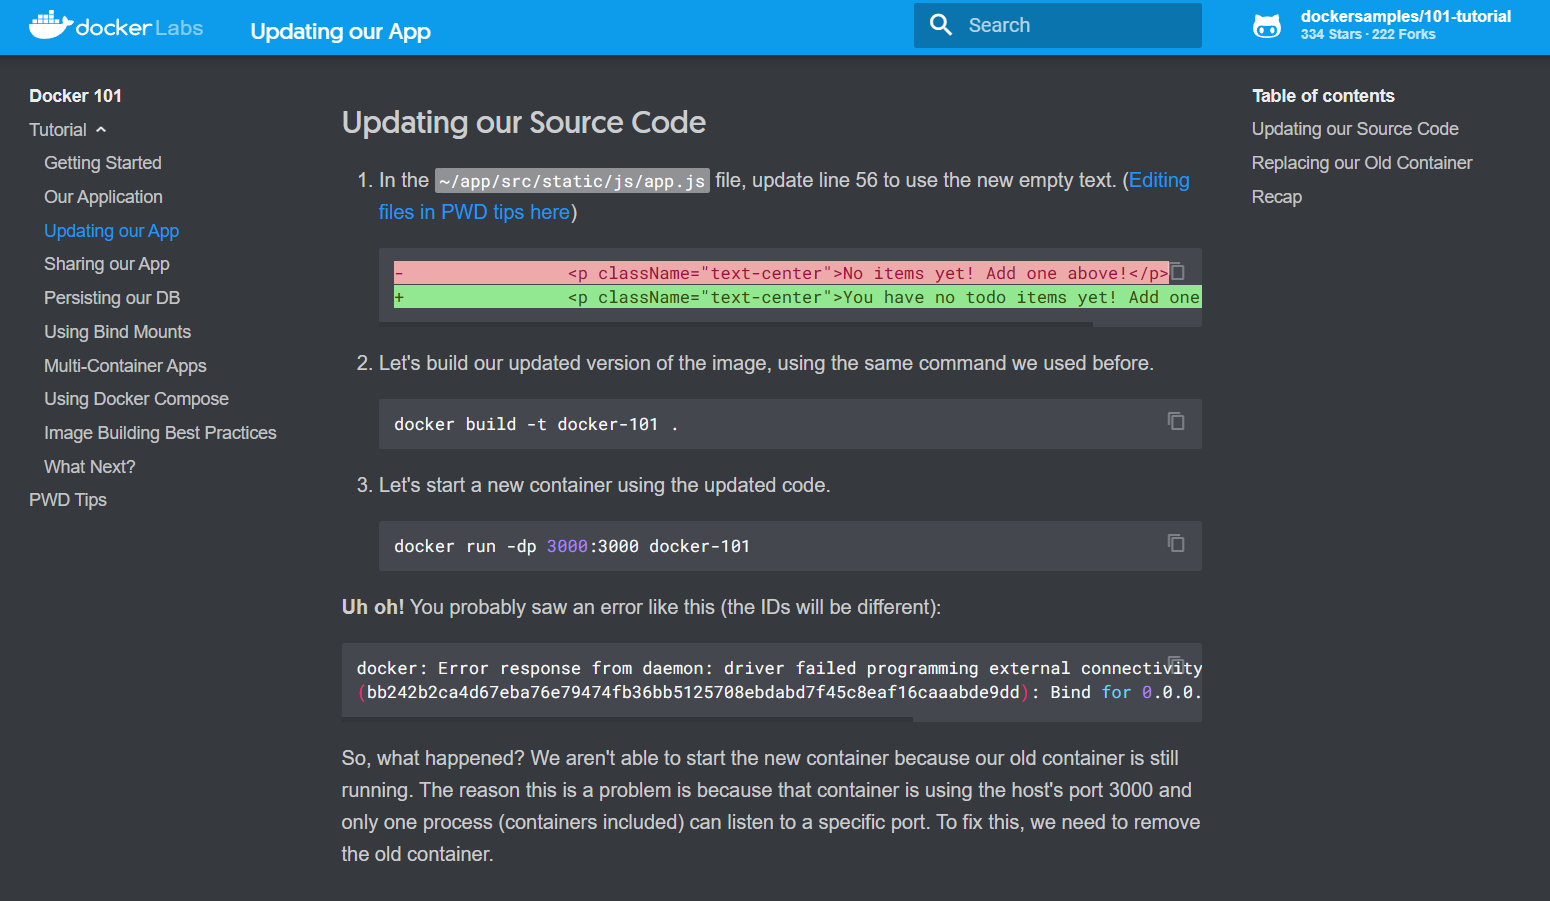 docker Labs
Updating our App
Search
dockersamples/101-tutorial
334 Stars · 222 Forks
Docker 101
Tutorial
Getting Started
Our Application
Updating our App
Sharing our App
Persisting our DB
Using Bind Mounts
Multi-Container Apps
Using Docker Compose
Image Building Best Practices
What Next?
PWD Tips
Updating our Source Code
1. In the ~/app/src/static/js/app.js file, update line 56 to use the new empty text. (Editing
files in PWD tips here)
- <p className="text-center">No items yet! Add one above!</p>
+ <p className="text-center">You have no todo items yet! Add one
2. Let's build our updated version of the image, using the same command we used before.
docker build -t docker-101 .
3. Let's start a new container using the updated code.
docker run -dp 3000:3000 docker-101
Uh oh! You probably saw an error like this (the IDs will be different):
docker: Error response from daemon: driver failed programming external connectivity
(bb242b2ca4d67eba76e79474fb36bb5125708ebdabd7f45c8eaf16caaabde9dd): Bind for 0.0.0.
So, what happened? We aren't able to start the new container because our old container is still
running. The reason this is a problem is because that container is using the host's port 3000 and
only one process (containers included) can listen to a specific port. To fix this, we need to remove
the old container.
Table of contents
Updating our Source Code
Replacing our Old Container
Recap